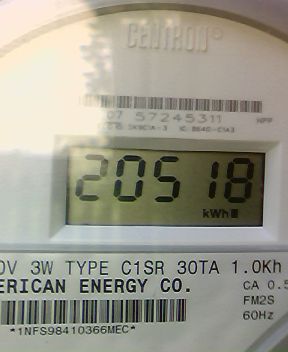 CENTRON®
07 57245311
20518
kWh
0V 3W TYPE C1SR 30TA 1.0Kh
ERICAN ENERGY CO.
CA 0.5
FM2S
60Hz
*1NFS98410366MEC*